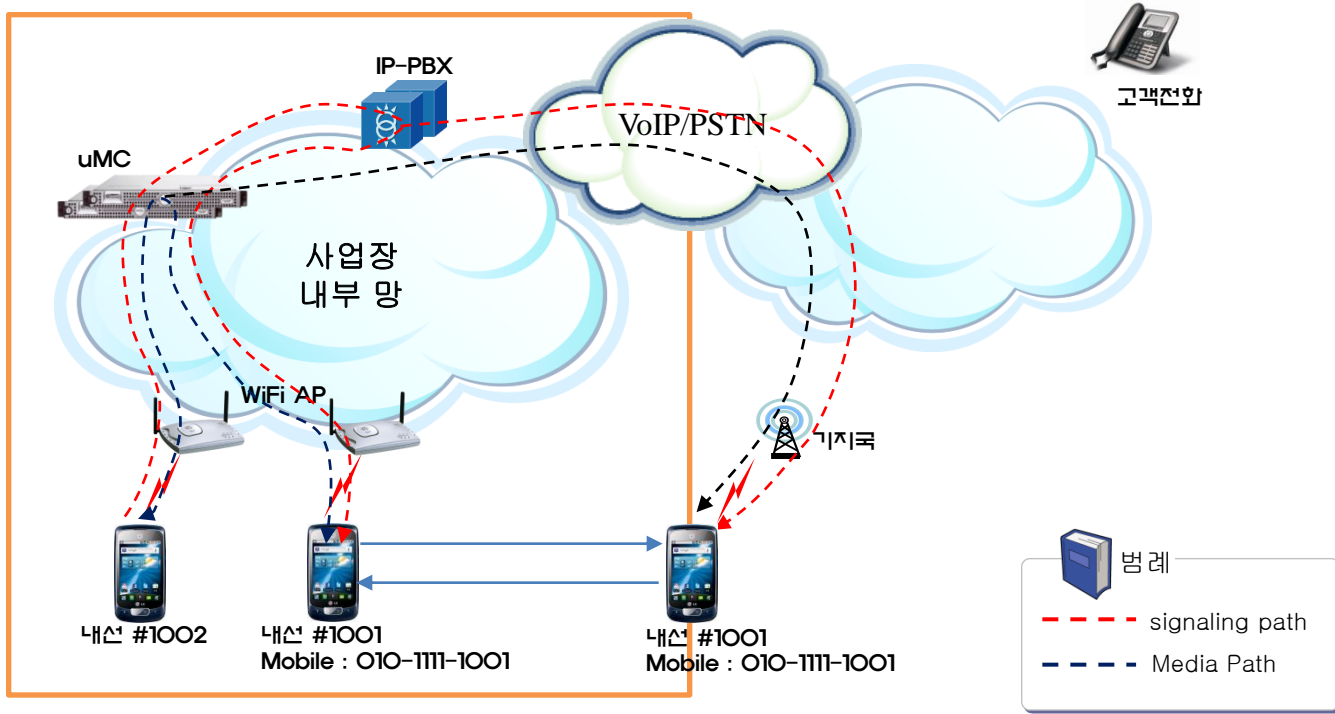 IP-PBX
VoIP/PSTN
고객전화
uMC
사업장
내부 망
WiFi AP
기지국
내선 #1002
내선 #1001
Mobile : 010-1111-1001
내선 #1001
Mobile : 010-1111-1001
범례
signaling path
Media Path